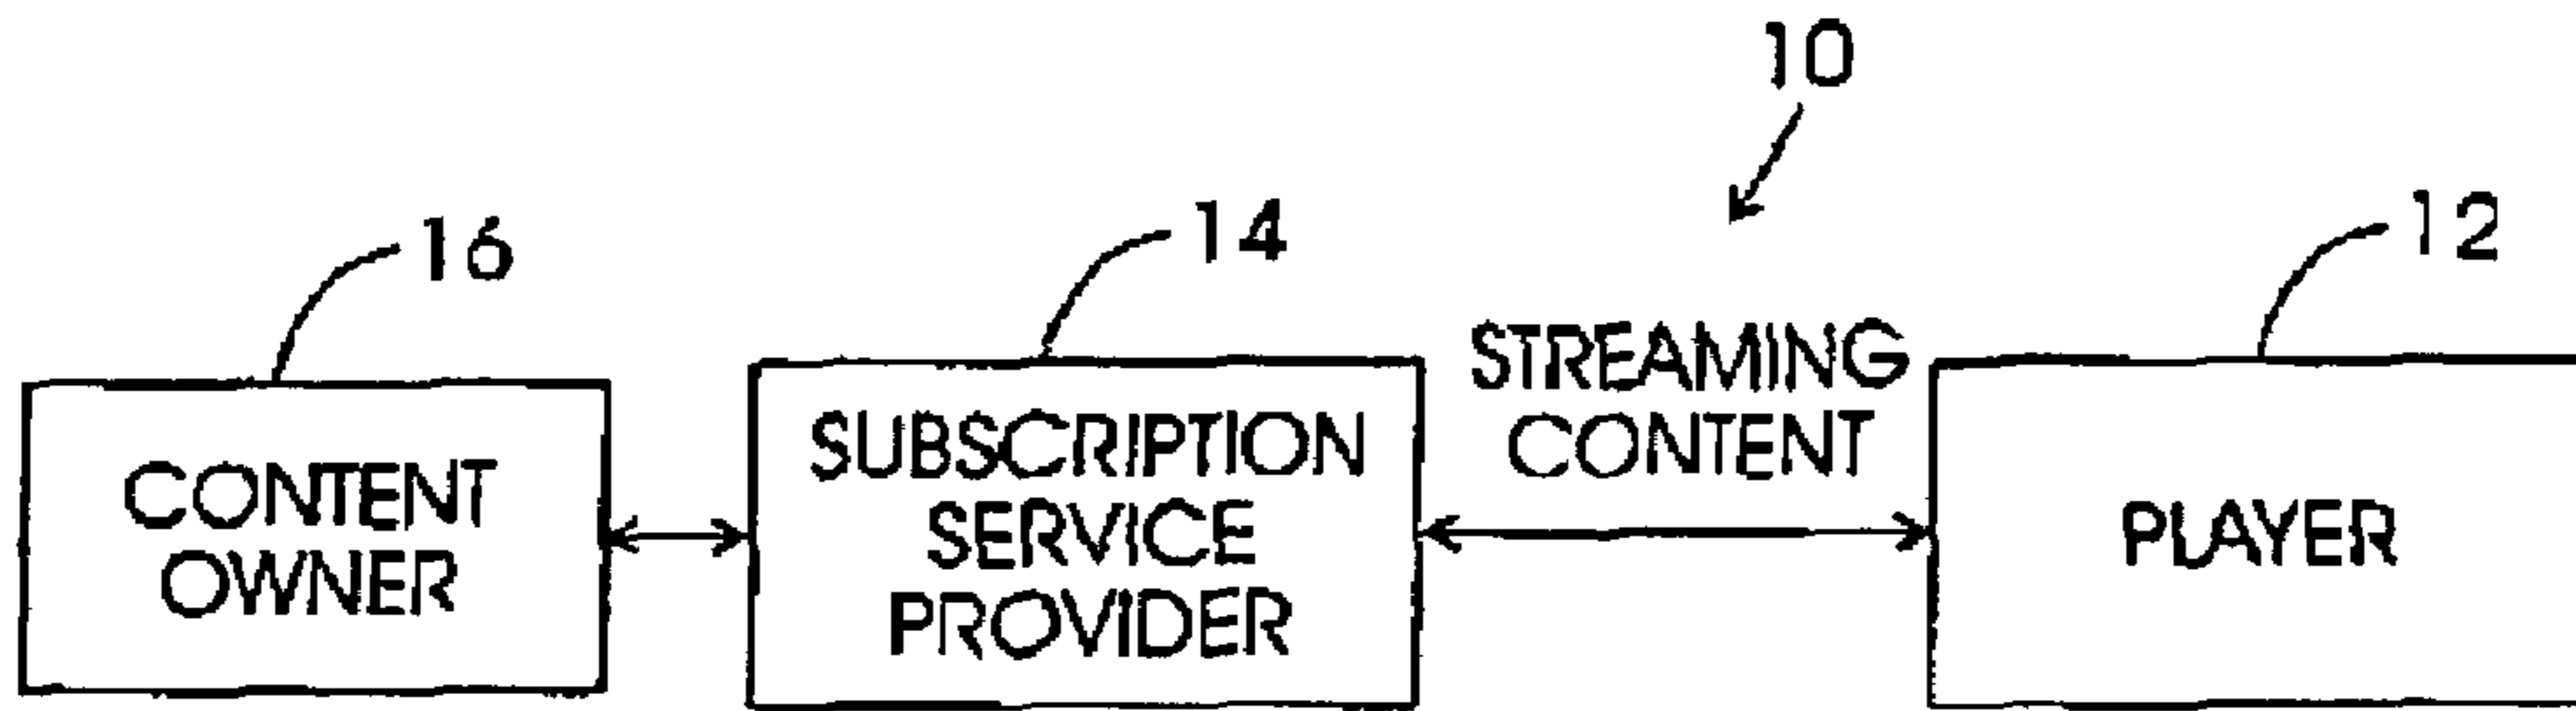 10
16
14
12
STREAMING
CONTENT
CONTENT
OWNER
SUBSCRIPTION
SERVICE
PROVIDER
PLAYER